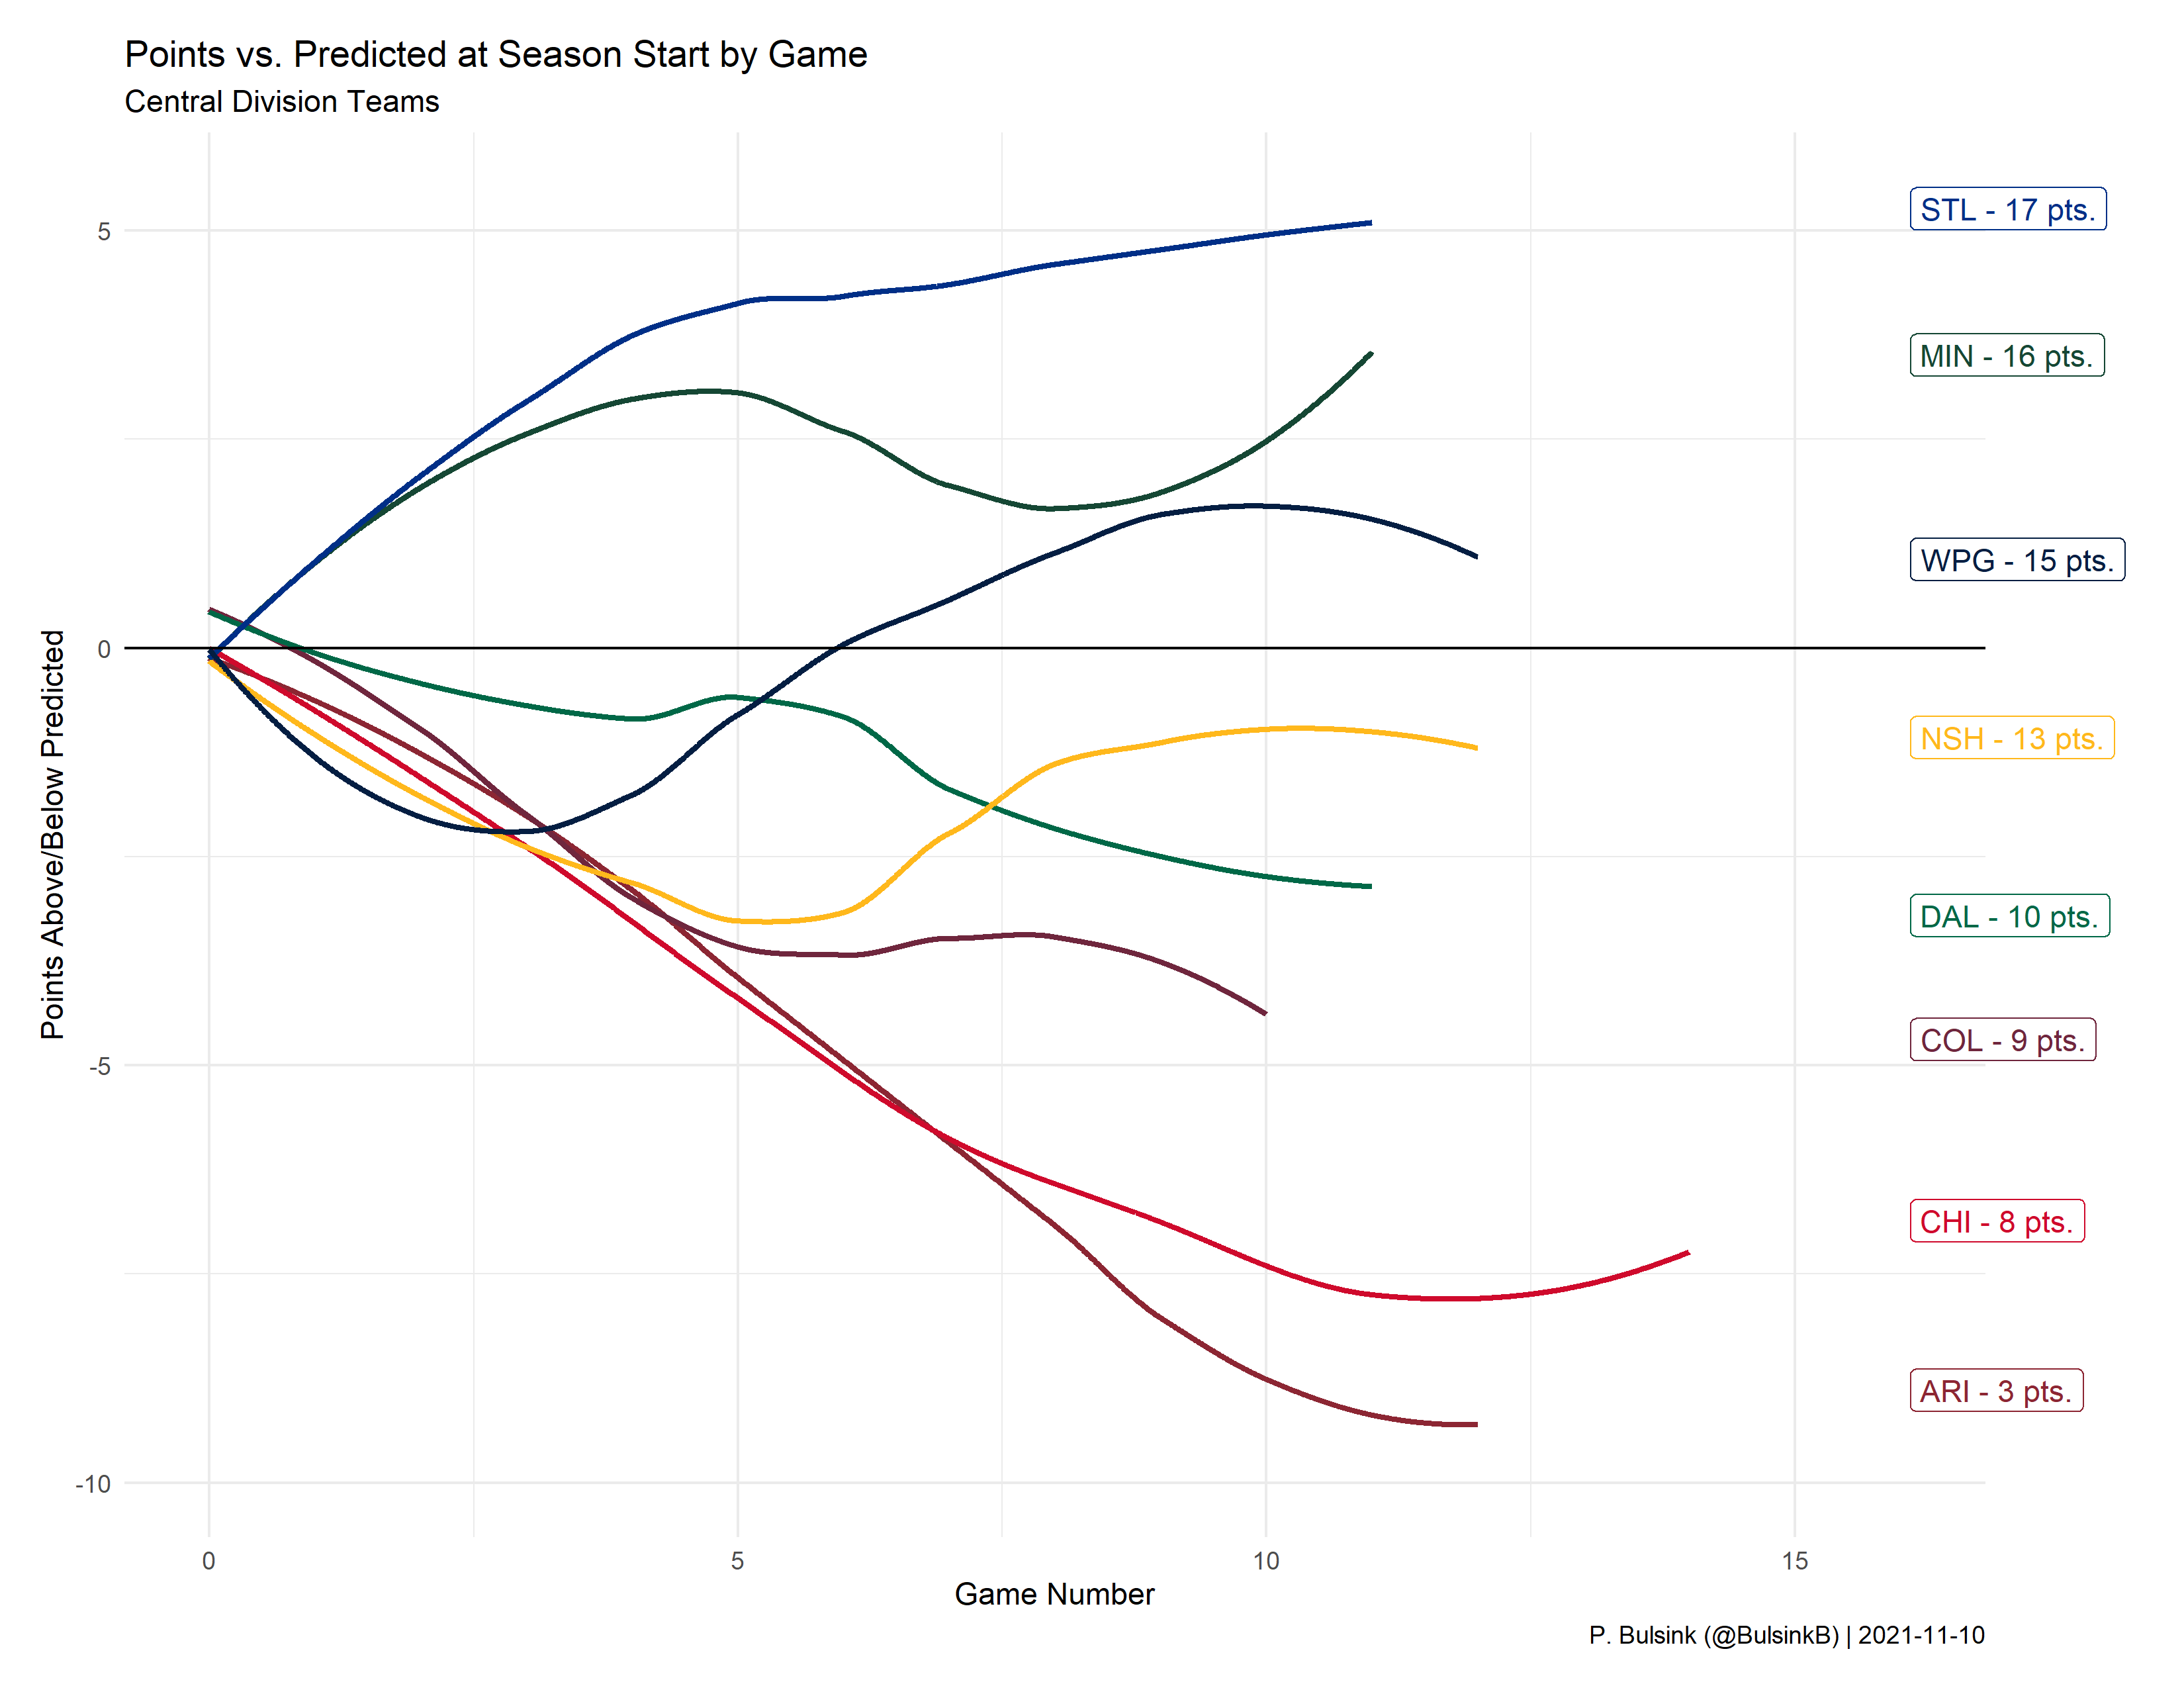 Points vs. Predicted at Season Start by Game
Central Division Teams
Points Above/Below Predicted
5
0
-5
-10
STL - 17 pts.
MIN - 16 pts.
WPG - 15 pts.
NSH - 13 pts.
DAL - 10 pts.
COL - 9 pts.
CHI - 8 pts.
ARI - 3 pts.
0 5 10 15
Game Number
P. Bulsink (@BulsinkB) | 2021-11-10